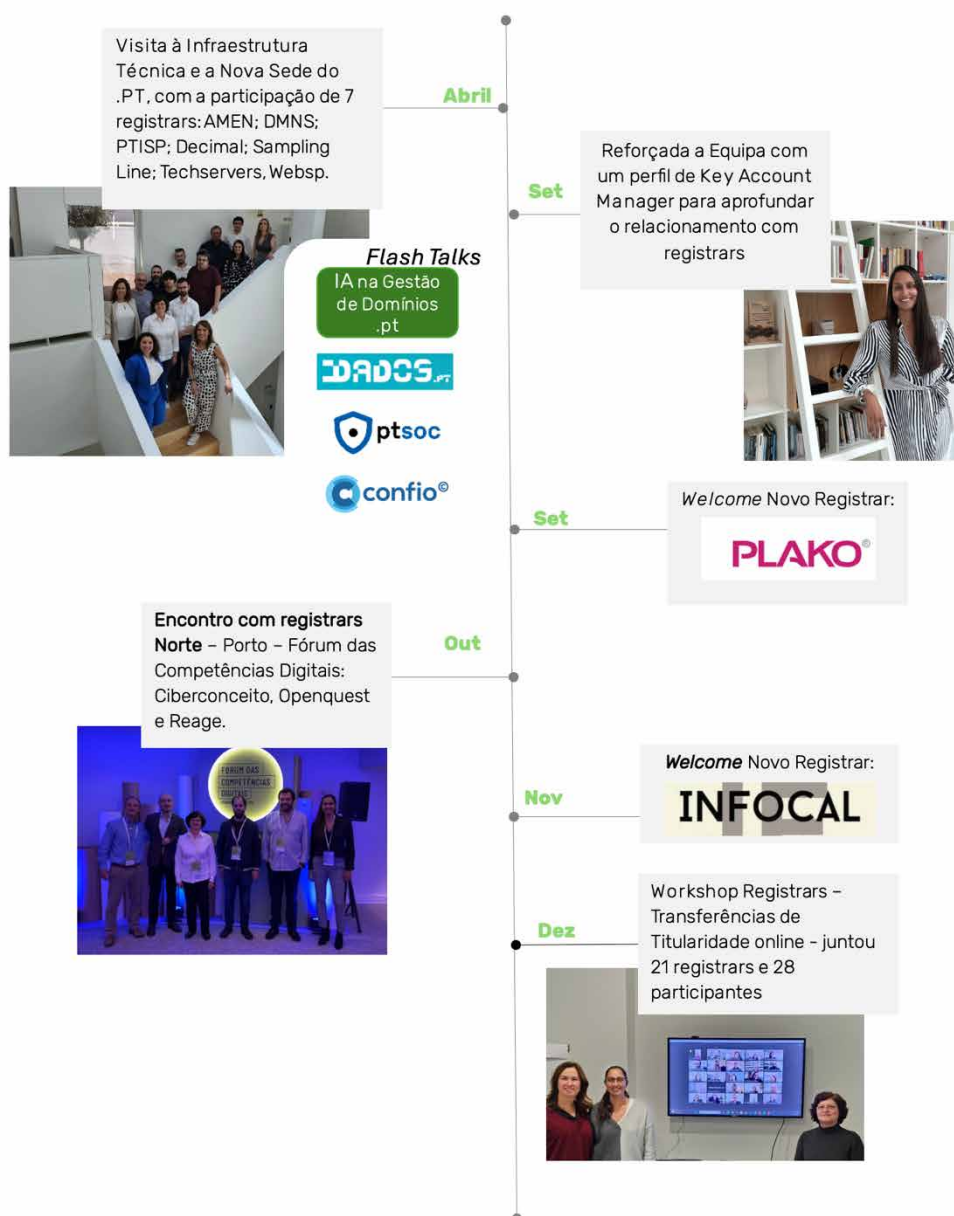 Visita à Infraestrutura
Técnica e a Nova Sede do
.PT, com a participação de 7
registrars: AMEN; DMNS;
PTISP; Decimal; Sampling
Line; Techservers, Websp.
Abril
Flash Talks
IA na Gestão
de Domínios
.pt
DADOS.PT
ptsoc
confio©
Set
Reforçada a Equipa com
um perfil de Key Account
Manager para aprofundar
o relacionamento com
registrars
Set
Welcome Novo Registrar:
PLAKO®
Encontro com registrars
Norte – Porto – Fórum das
Competências Digitais:
Ciberconceito, Openquest
e Reage.
Out
FÓRUM DAS
COMPETÊNCIAS
DIGITAIS
Nov
Welcome Novo Registrar:
INFOCAL
Dez
Workshop Registrars –
Transferências de
Titularidade online - juntou
21 registrars e 28
participantes